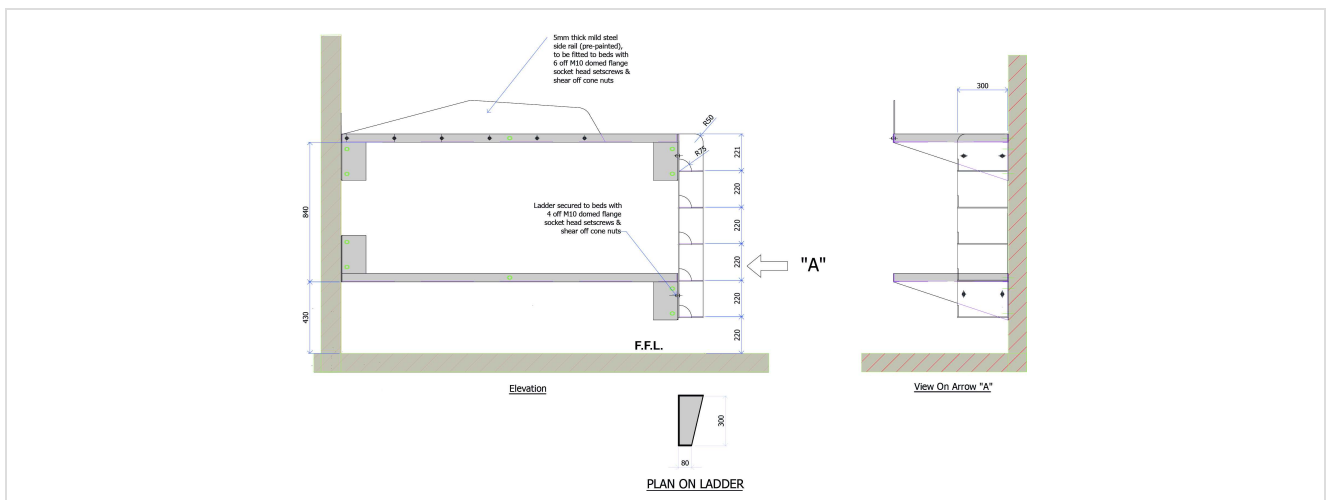 5mm thick mild steel
side rail (pre-painted),
to be fitted to beds with
6 off M10 domed flange
socket head setscrews &
shear off cone nuts
300
R50
R75
221
220
220
220
220
220
840
430
Ladder secured to beds with
4 off M10 domed flange
socket head setscrews &
shear off cone nuts
"A"
F.F.L.
Elevation
View On Arrow "A"
300
80
PLAN ON LADDER